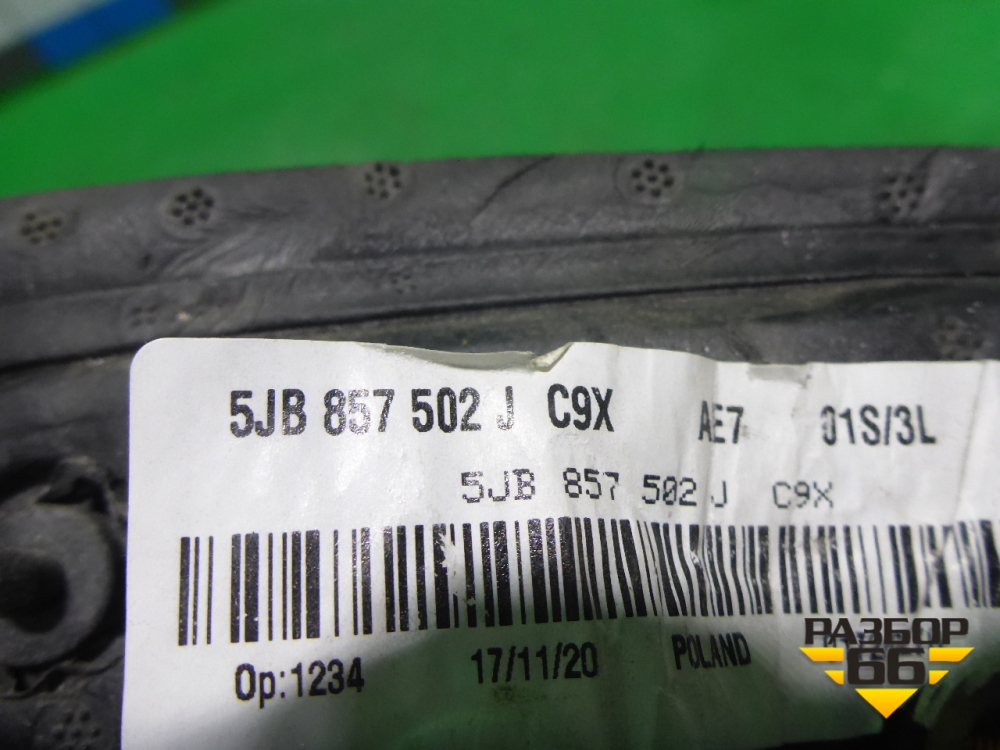 5JB 857 502 J C9X AE7 01S/3L
5JB 857 502 J C9X
Op:1234 17/11/20 POLAND
РАЗБОР
66